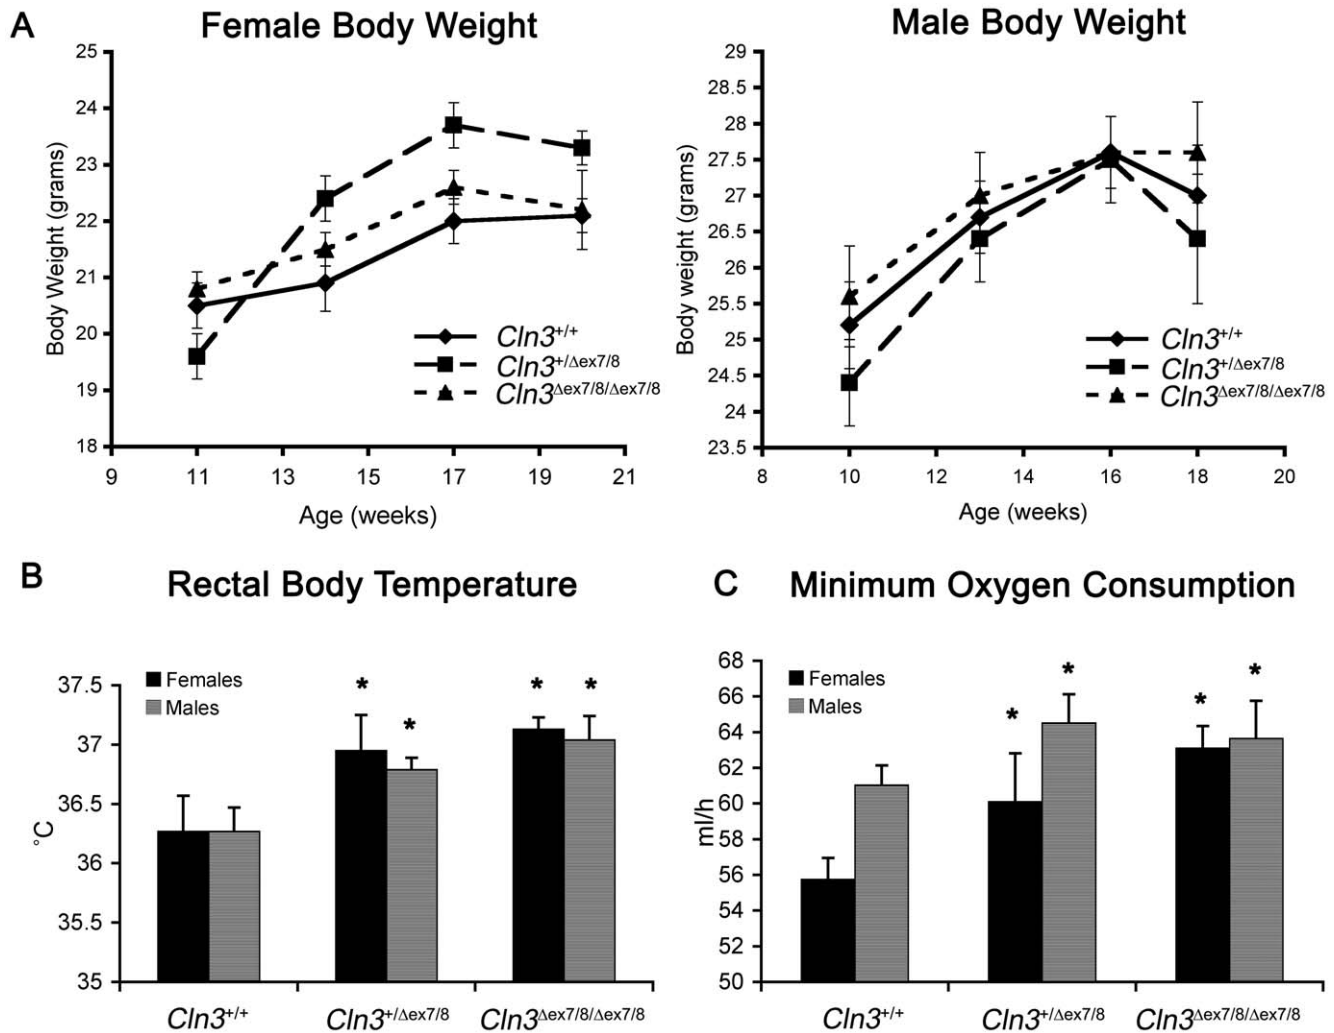 A
Female Body Weight
Body Weight (grams)
25
24
23
22
21
20
19
18
9
11
13
15
17
19
21
Age (weeks)
Cln3+/+
Cln3+/Δex7/8
Cln3Δex7/8/Δex7/8
Male Body Weight
Body weight (grams)
29
28.5
28
27.5
27
26.5
26
25.5
25
24.5
24
23.5
8
10
12
14
16
18
20
Age (weeks)
Cln3+/+
Cln3+/Δex7/8
Cln3Δex7/8/Δex7/8
B
Rectal Body Temperature
°C
37.5
37
36.5
36
35.5
35
Females
Males
*
*
*
*
Cln3+/+
Cln3+/Δex7/8
Cln3Δex7/8/Δex7/8
C
Minimum Oxygen Consumption
ml/h
68
66
64
62
60
58
56
54
52
50
Females
Males
*
*
*
*
Cln3+/+
Cln3+/Δex7/8
Cln3Δex7/8/Δex7/8